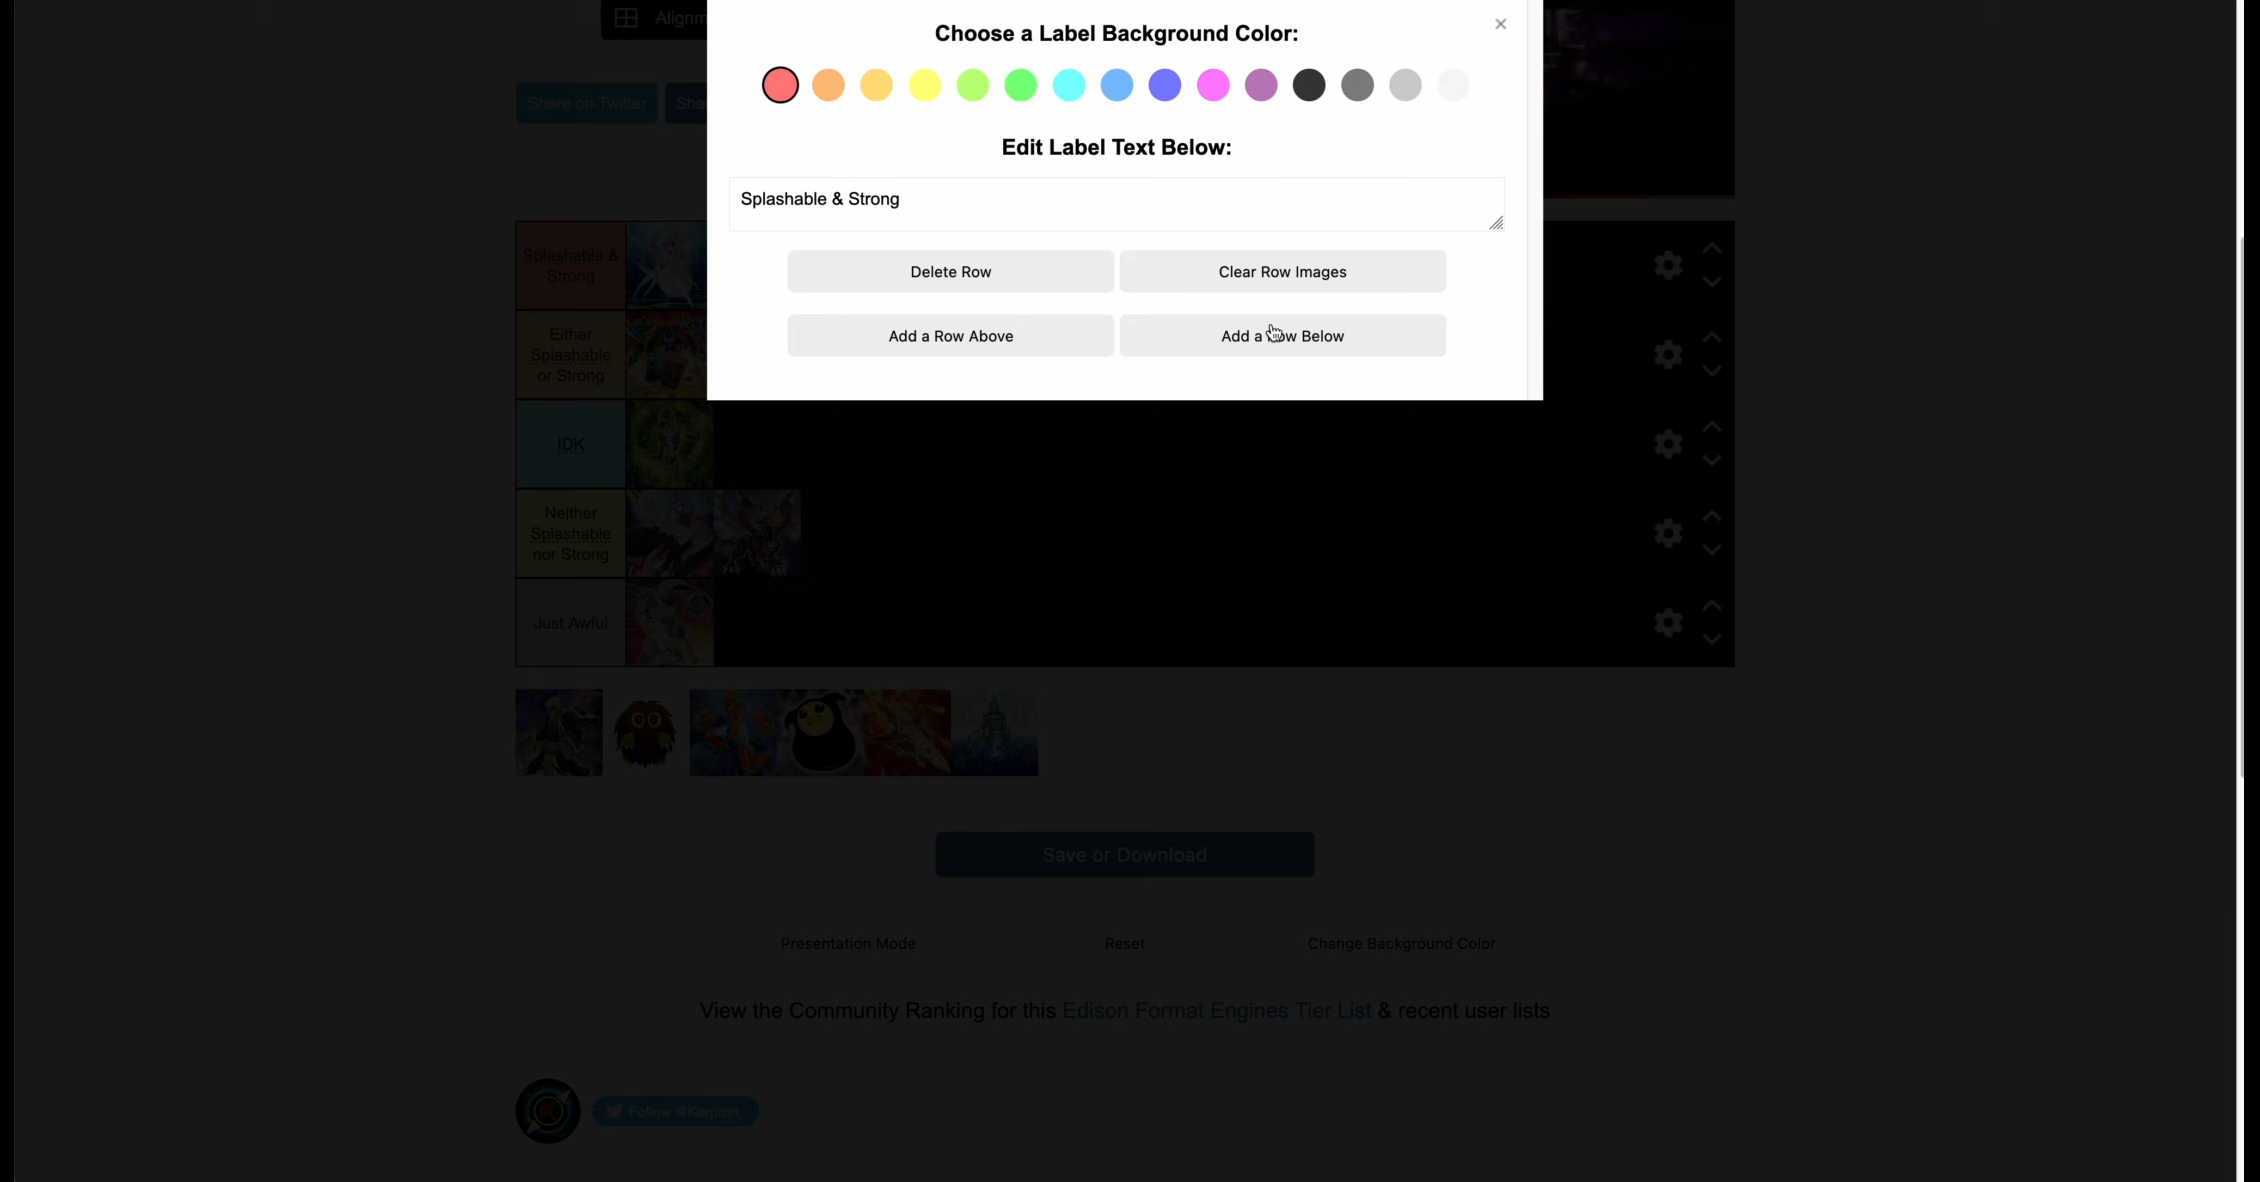 Choose a Label Background Color:
×
Share on Twitter
Edit Label Text Below:
Splashable & Strong
Splashable &
Strong
Delete Row
Clear Row Images
Add a Row Above
Add a Row Below
Either
Splashable
or Strong
IDK
Neither
Splashable
nor Strong
Just Awful
Save or Download
Presentation Mode
Reset
Change Background Color
View the Community Ranking for this Edison Format Engines Tier List & recent user lists
Follow @Karpath_